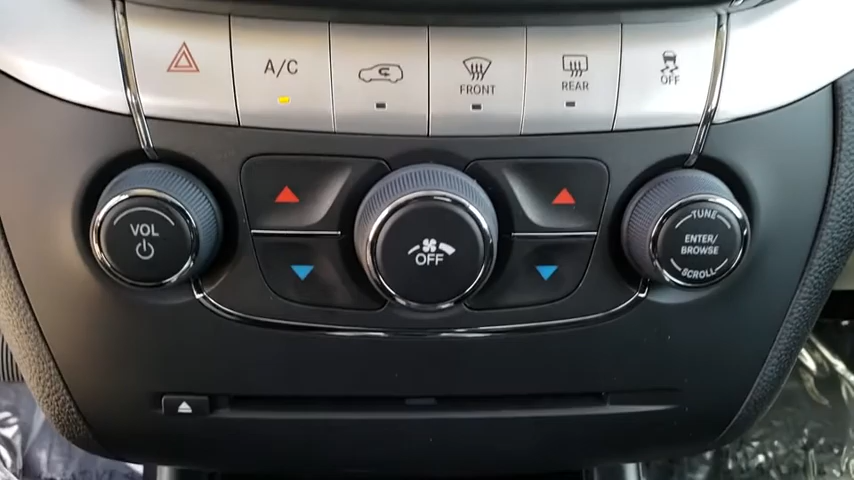 A/C
FRONT
REAR
OFF
VOL
OFF
TUNE
ENTER/
BROWSE
SCROLL